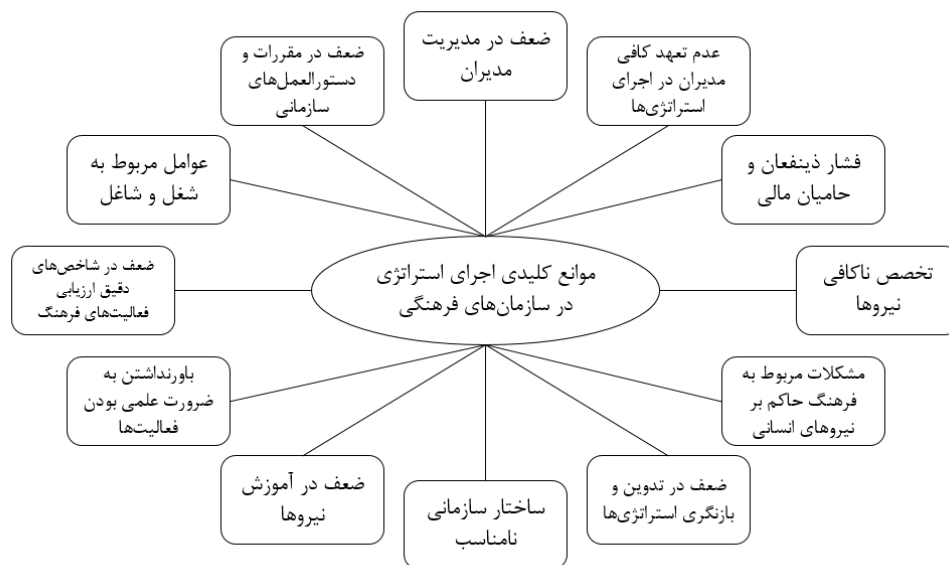 ضعف در مدیریت
مدیران
عدم تعهد کافی
مدیران در اجرای
استراتژی‌ها
فشار ذینفعان و
حامیان مالی
تخصص ناکافی
نیروها
مشکلات مربوط به
فرهنگ حاکم بر
نیروهای انسانی
ضعف در تدوین و
بازنگری استراتژی‌ها
ساختار سازمانی
نامناسب
ضعف در آموزش
نیروها
باورنداشتن به
ضرورت علمی بودن
فعالیت‌ها
ضعف در شاخص‌های
دقیق ارزیابی
فعالیت‌های فرهنگ
عوامل مربوط به
شغل و شاغل
ضعف در مقررات و
دستورالعمل‌های
سازمانی
موانع کلیدی اجرای استراتژی
در سازمان‌های فرهنگی